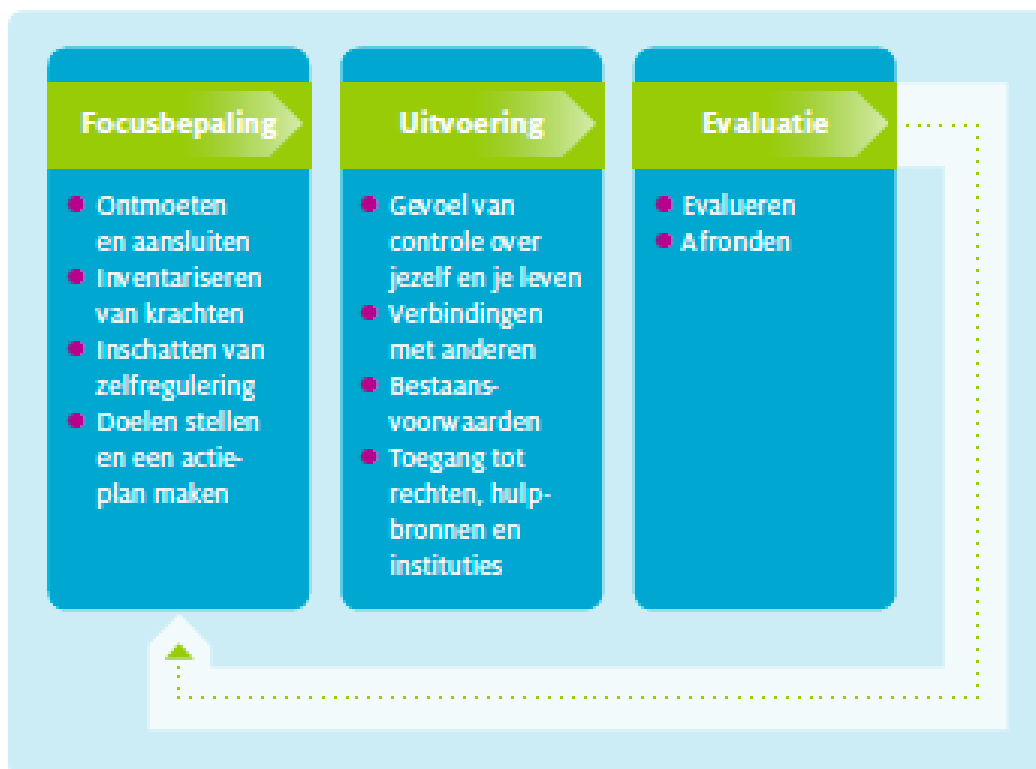 Focusbepaling
Ontmoeten
en aansluiten
Inventariseren
van krachten
Inschatten van
zelfregulering
Doelen stellen
en een actie-
plan maken
Uitvoering
Gevoel van
controle over
jezelf en je leven
Verbindingen
met anderen
Bestaans-
voorwaarden
Toegang tot
rechten, hulp-
bronnen en
instituties
Evaluatie
Evalueren
Afronden